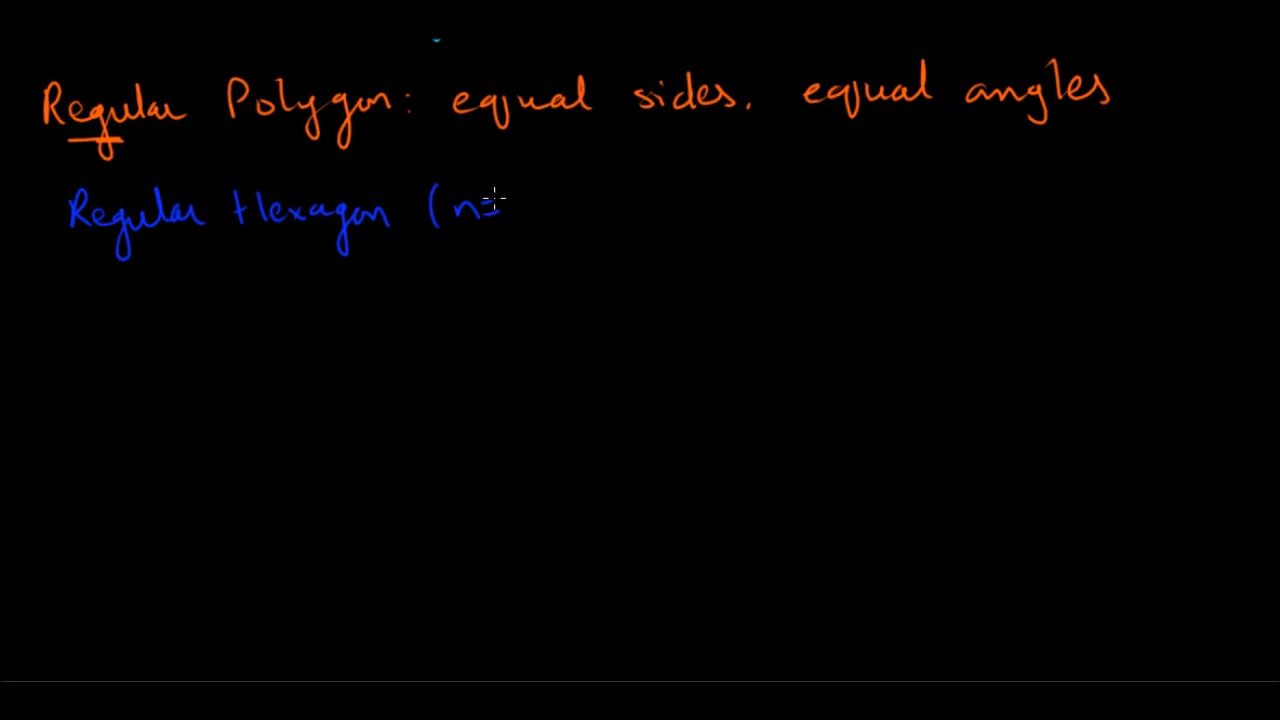 Regular Polygon: equal sides. equal angles
Regular Hexagon (n=